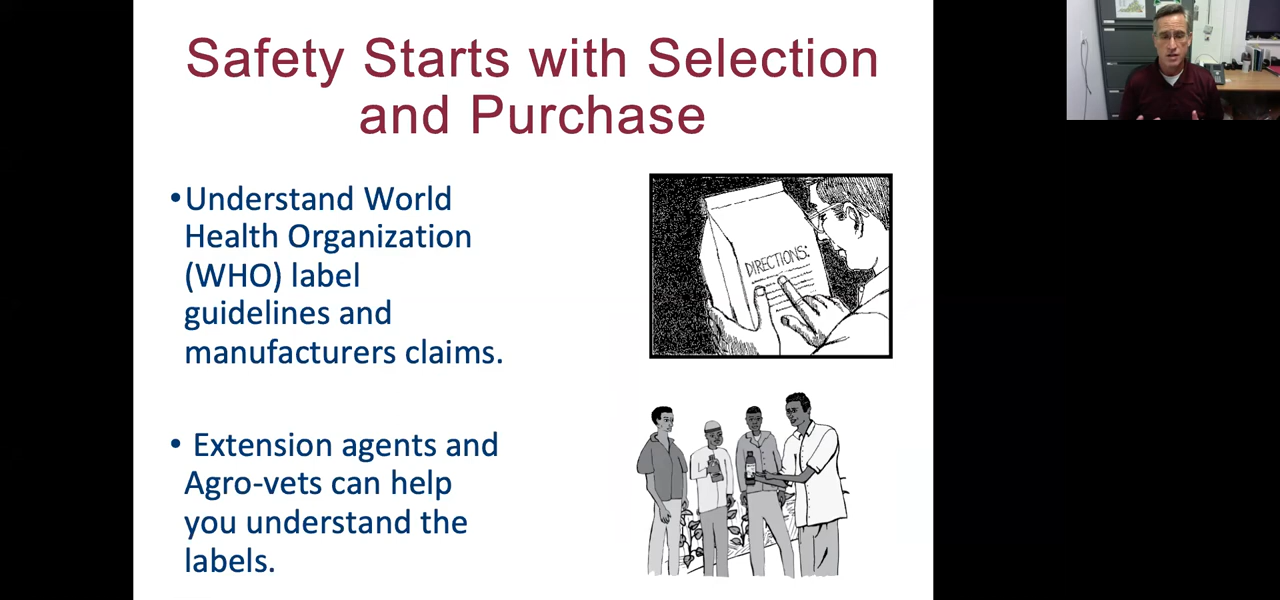 Safety Starts with Selection
and Purchase
•Understand World
Health Organization
(WHO) label
guidelines and
manufacturers claims.
DIRECTIONS:
• Extension agents and
Agro-vets can help
you understand the
labels.